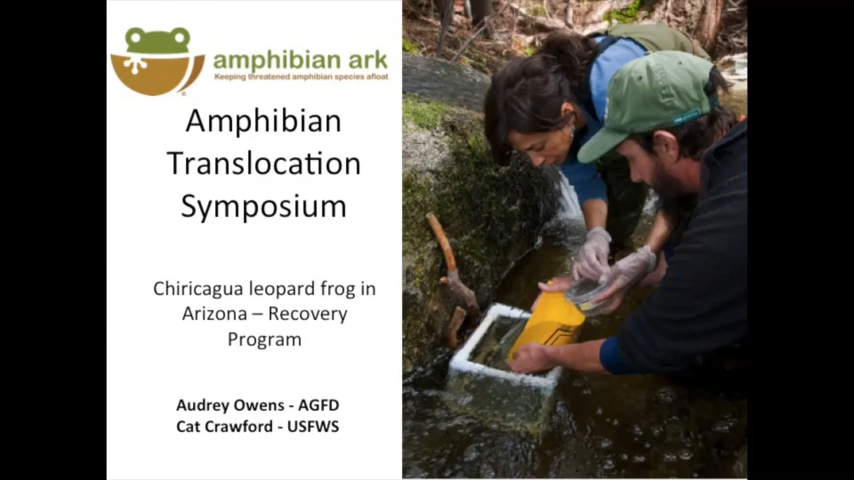 amphibian ark
Keeping threatened amphibian species afloat
Amphibian
Translocation
Symposium
Chiricagua leopard frog in
Arizona – Recovery
Program
Audrey Owens - AGFD
Cat Crawford - USFWS